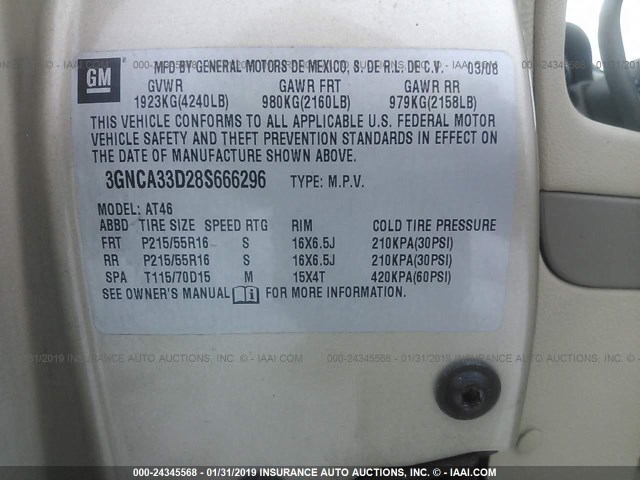 GM
MFD BY GENERAL MOTORS DE MEXICO, S. DE R.L. DE C.V. 03/08
GVWR GAWR FRT GAWR RR
1923KG(4240LB) 980KG(2160LB) 979KG(2158LB)
THIS VEHICLE CONFORMS TO ALL APPLICABLE U.S. FEDERAL MOTOR
VEHICLE SAFETY AND THEFT PREVENTION STANDARDS IN EFFECT ON
THE DATE OF MANUFACTURE SHOWN ABOVE.
3GNCA33D28S666296 TYPE: M.P.V.
MODEL: AT46
ABBD TIRE SIZE SPEED RTG RIM COLD TIRE PRESSURE
FRT P215/55R16 S 16X6.5J 210KPA(30PSI)
RR P215/55R16 S 16X6.5J 210KPA(30PSI)
SPA T115/70D15 M 15X4T 420KPA(60PSI)
SEE OWNER'S MANUAL i FOR MORE INFORMATION.
000-24345568 - 01/31/2019 INSURANCE AUTO AUCTIONS, INC. - © IAAI.COM